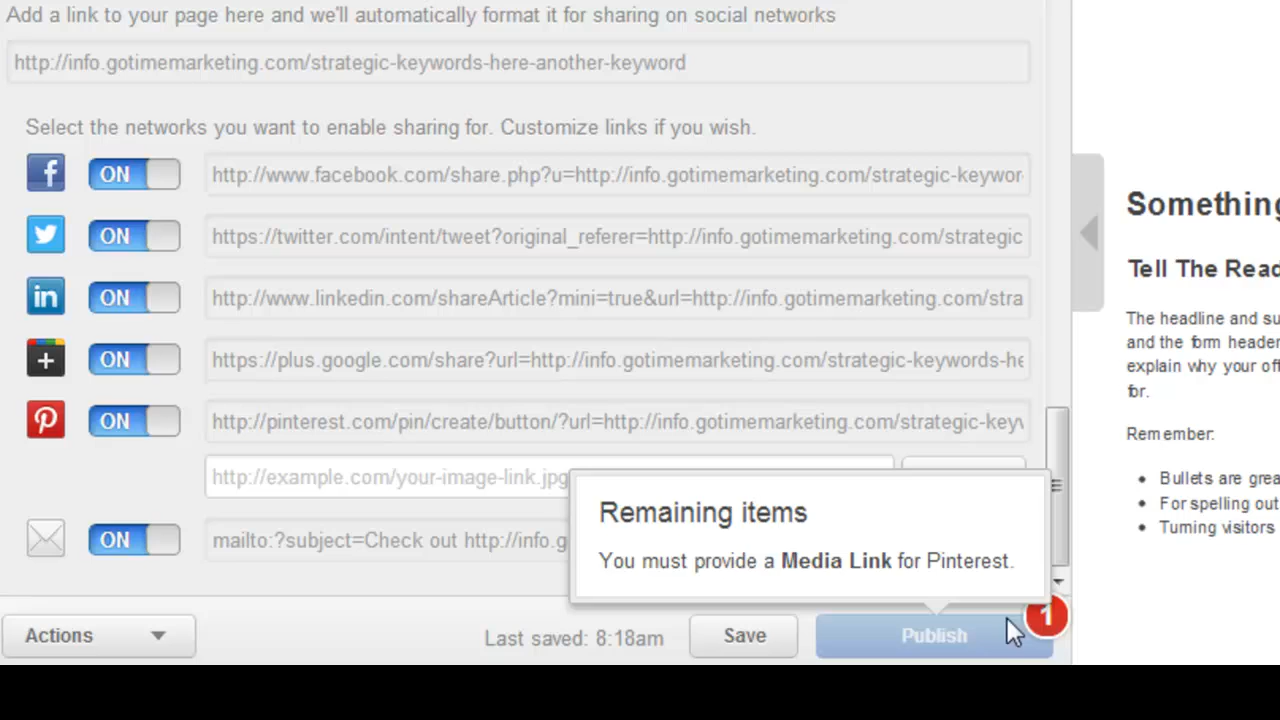 Add a link to your page here and we'll automatically format it for sharing on social networks
http://info.gotimemarketing.com/strategic-keywords-here-another-keyword
Select the networks you want to enable sharing for. Customize links if you wish.
f ON http://www.facebook.com/share.php?u=http://info.gotimemarketing.com/strategic-keywor
ON https://twitter.com/intent/tweet?original_referer=http://info.gotimemarketing.com/strategic
in ON http://www.linkedin.com/shareArticle?mini=true&url=http://info.gotimemarketing.com/stra
+ ON https://plus.google.com/share?url=http://info.gotimemarketing.com/strategic-keywords-he
ON http://pinterest.com/pin/create/button/?url=http://info.gotimemarketing.com/strategic-keyw
http://example.com/your-image-link.jpg
ON mailto:?subject=Check out http://info.g
Remaining items
You must provide a Media Link for Pinterest.
Actions Last saved: 8:18am Save Publish 1
Something
Tell The Read
The headline and su
and the form header
explain why your off
for.
Remember:
• Bullets are grea
• For spelling out
• Turning visitors